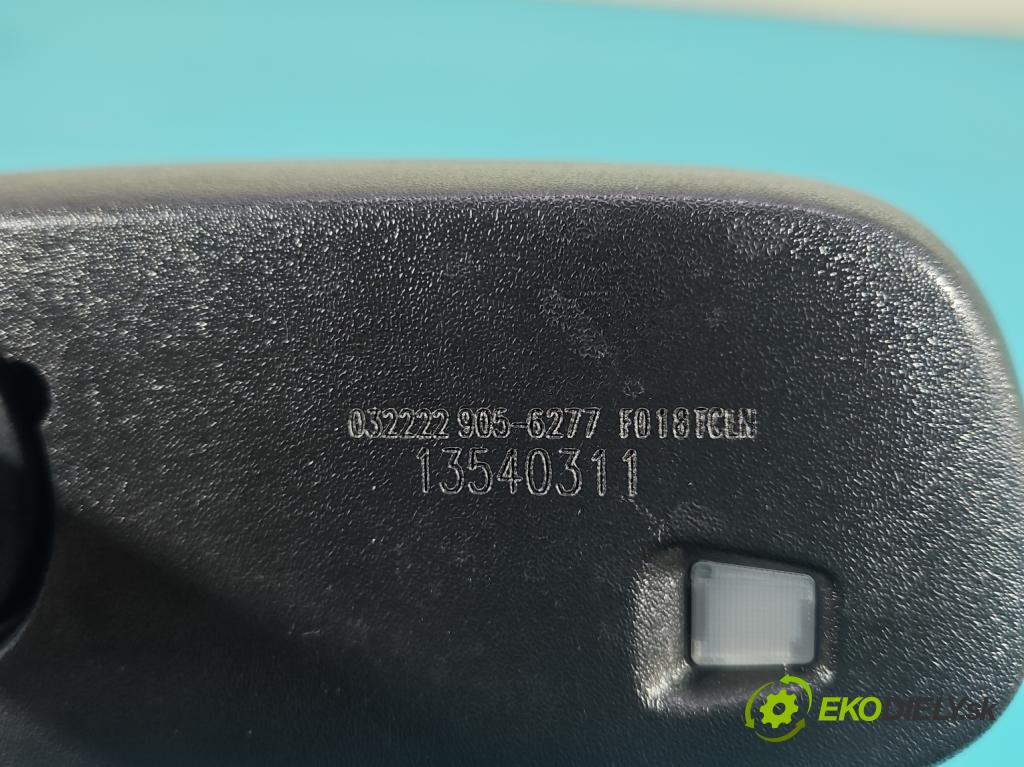 032222 905-6277 F018TCLN
13540311
EKODIELY.sk